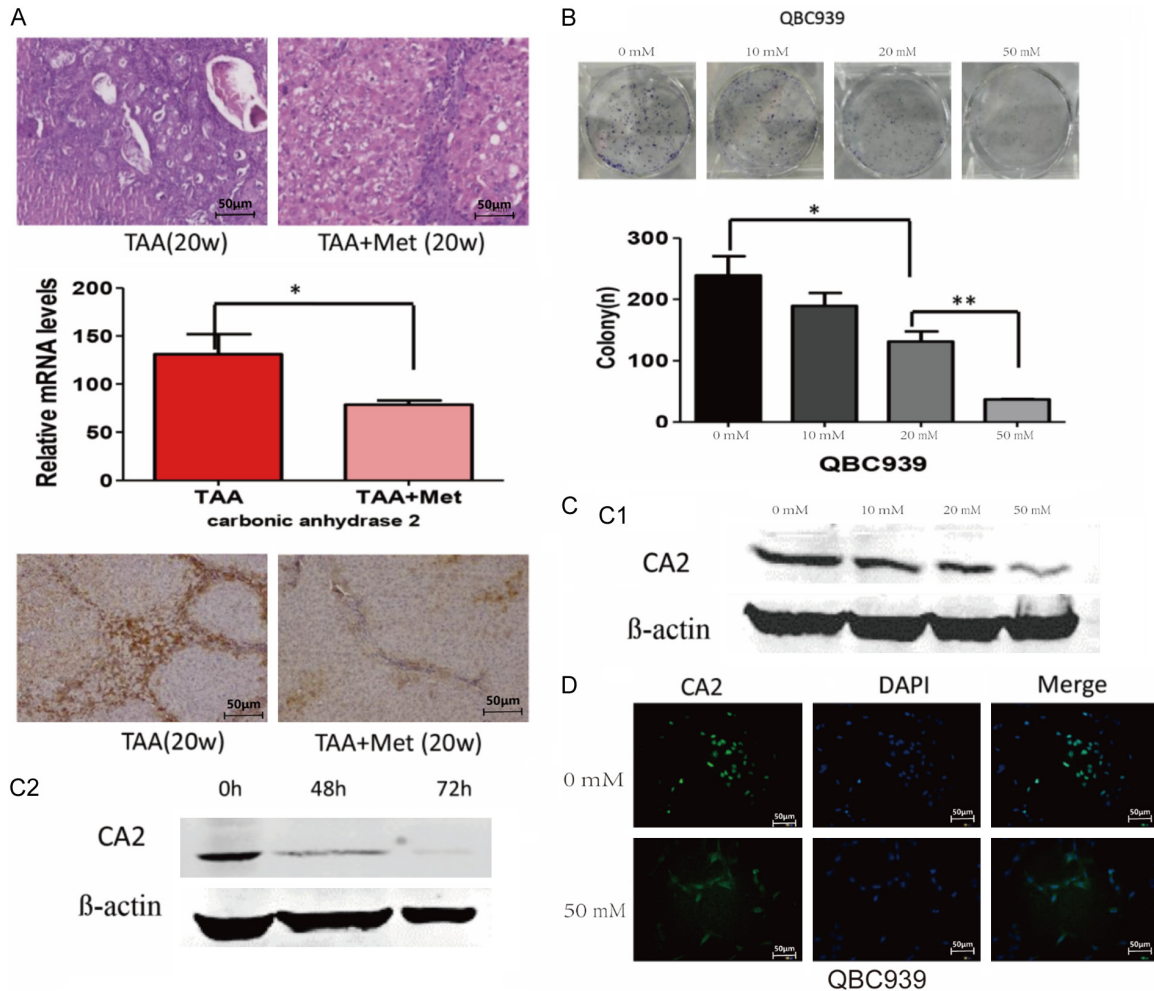 A
50μm
50μm
TAA(20w)
TAA+Met (20w)
Relative mRNA levels
200
150
100
50
0
*
TAA
TAA+Met
carbonic anhydrase 2
50μm
50μm
TAA(20w)
TAA+Met (20w)
B
QBC939
0 mM
10 mM
20 mM
50 mM
Colony(n)
300
200
100
0
*
**
0 mM
10 mM
20 mM
50 mM
QBC939
C
C1
0 mM
10 mM
20 mM
50 mM
CA2
ß-actin
C2
0h
48h
72h
CA2
ß-actin
D
CA2
DAPI
Merge
0 mM
50μm
50μm
50μm
50 mM
50μm
50μm
50μm
QBC939